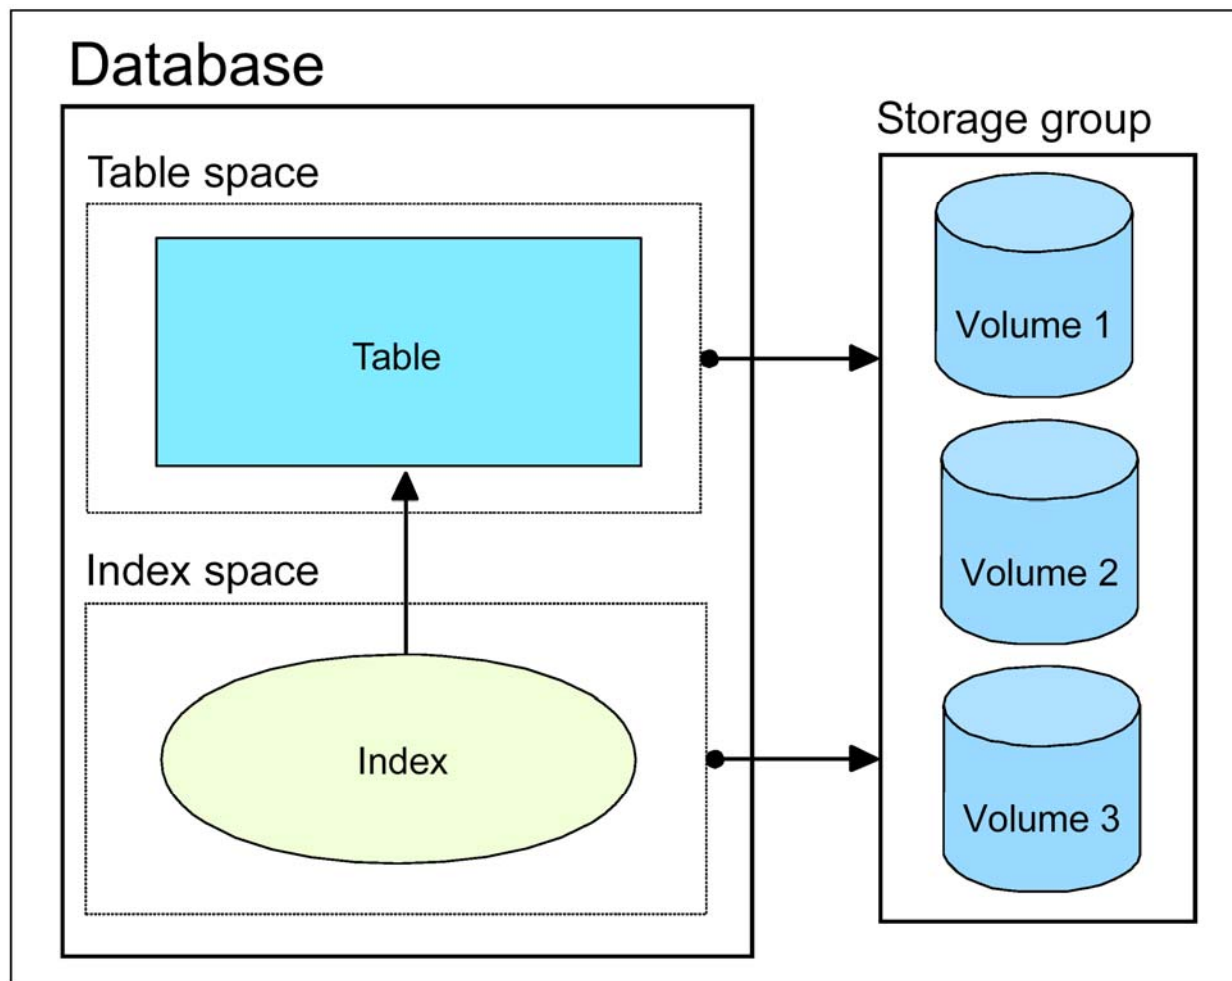 Database
Table space
Table
Index space
Index
Storage group
Volume 1
Volume 2
Volume 3